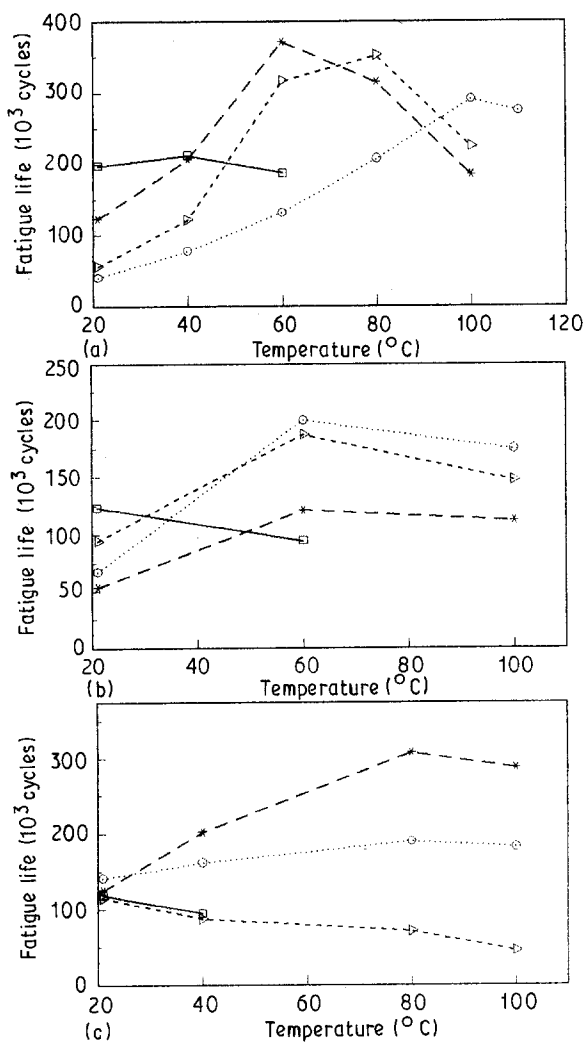 400
300
200
100
0
Fatigue life (10³ cycles)
20 40 60 80 100 120
(a) Temperature (°C)
250
200
150
100
50
0
Fatigue life (10³ cycles)
20 40 60 80 100
(b) Temperature (°C)
300
200
100
0
Fatigue life (10³ cycles)
20 40 60 80 100
(c) Temperature (°C)